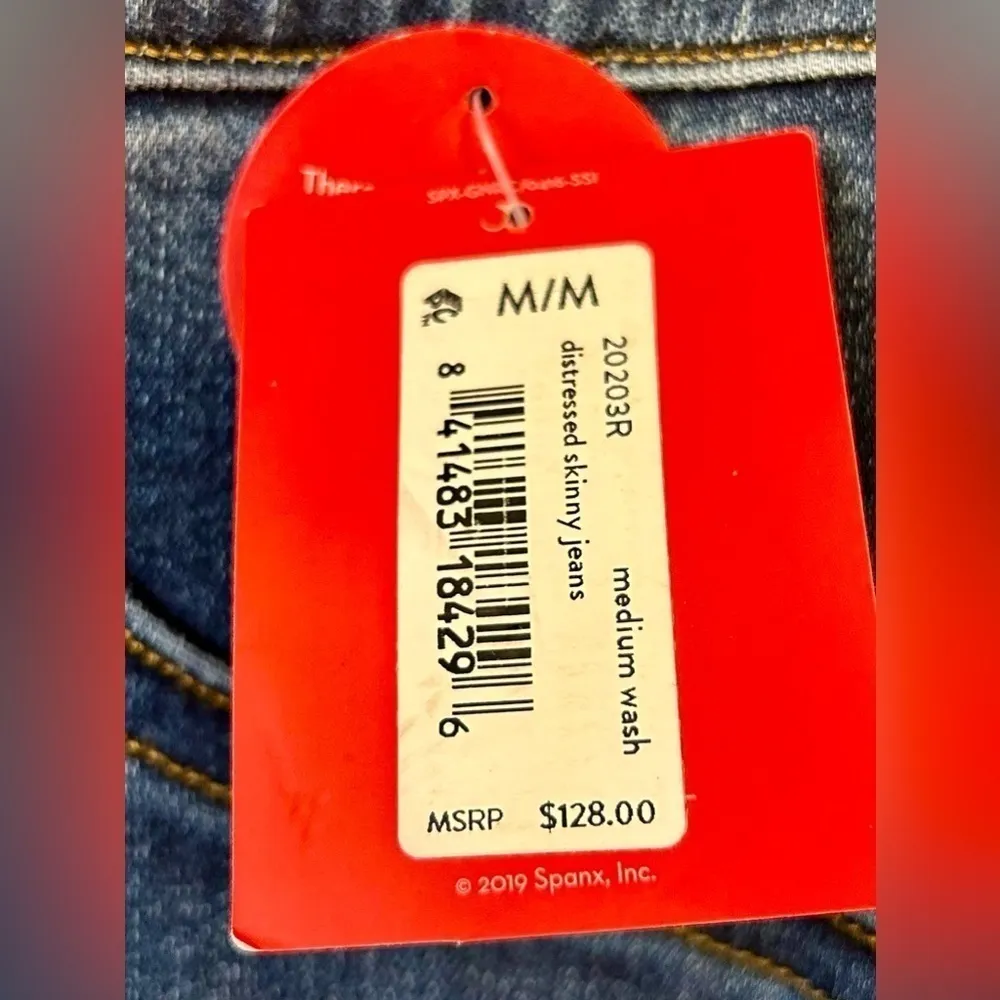 M/M
20203R medium wash
distressed skinny jeans
8 41483 18429 6
MSRP $128.00
© 2019 Spanx, Inc.